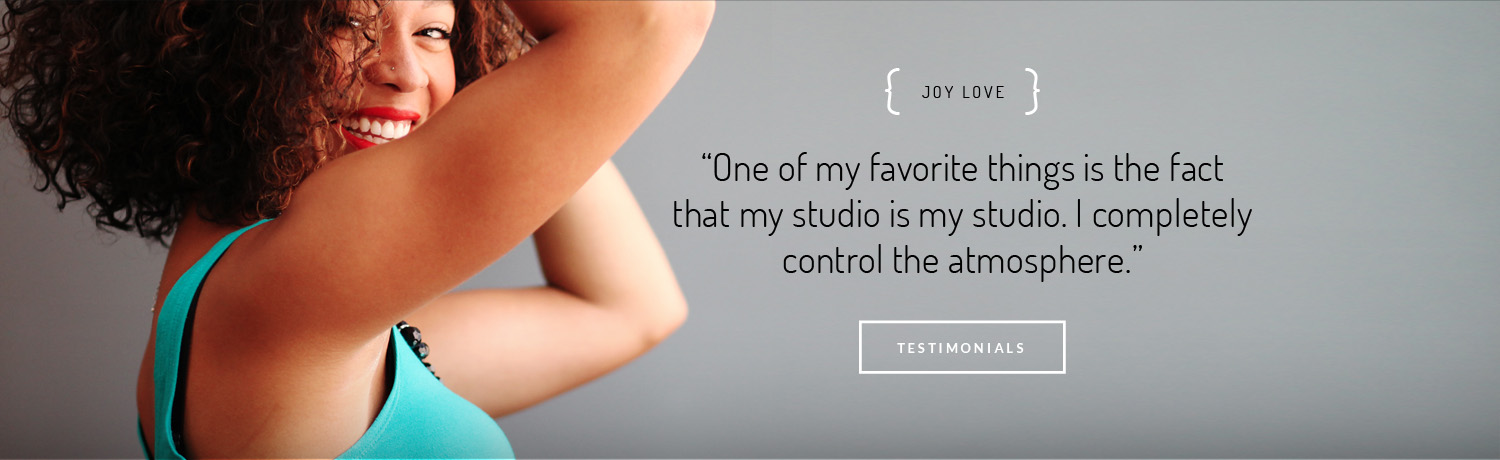 { JOY LOVE }
“One of my favorite things is the fact
that my studio is my studio. I completely
control the atmosphere.”
TESTIMONIALS